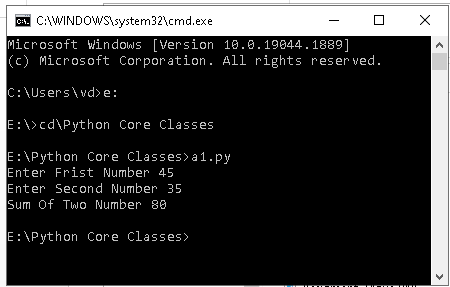 C:\WINDOWS\system32\cmd.exe
Microsoft Windows [Version 10.0.19044.1889]
(c) Microsoft Corporation. All rights reserved.
C:\Users\vd>e:
E:\>cd\Python Core Classes
E:\Python Core Classes>a1.py
Enter Frist Number 45
Enter Second Number 35
Sum Of Two Number 80
E:\Python Core Classes>